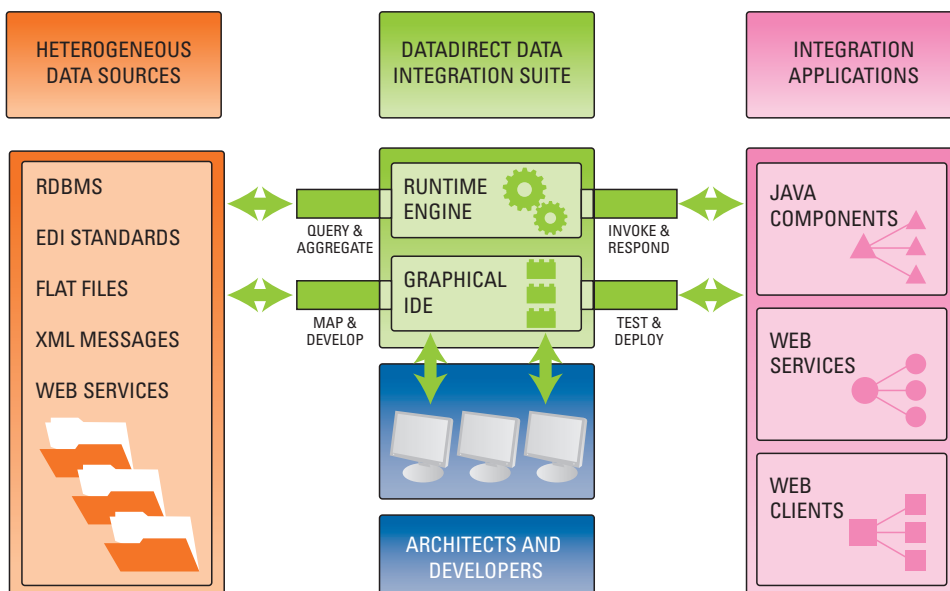 HETEROGENEOUS
DATA SOURCES
DATADIRECT DATA
INTEGRATION SUITE
INTEGRATION
APPLICATIONS
RDBMS
EDI STANDARDS
FLAT FILES
XML MESSAGES
WEB SERVICES
QUERY &
AGGREGATE
MAP &
DEVELOP
RUNTIME
ENGINE
GRAPHICAL
IDE
INVOKE &
RESPOND
TEST &
DEPLOY
ARCHITECTS AND
DEVELOPERS
JAVA
COMPONENTS
WEB
SERVICES
WEB
CLIENTS